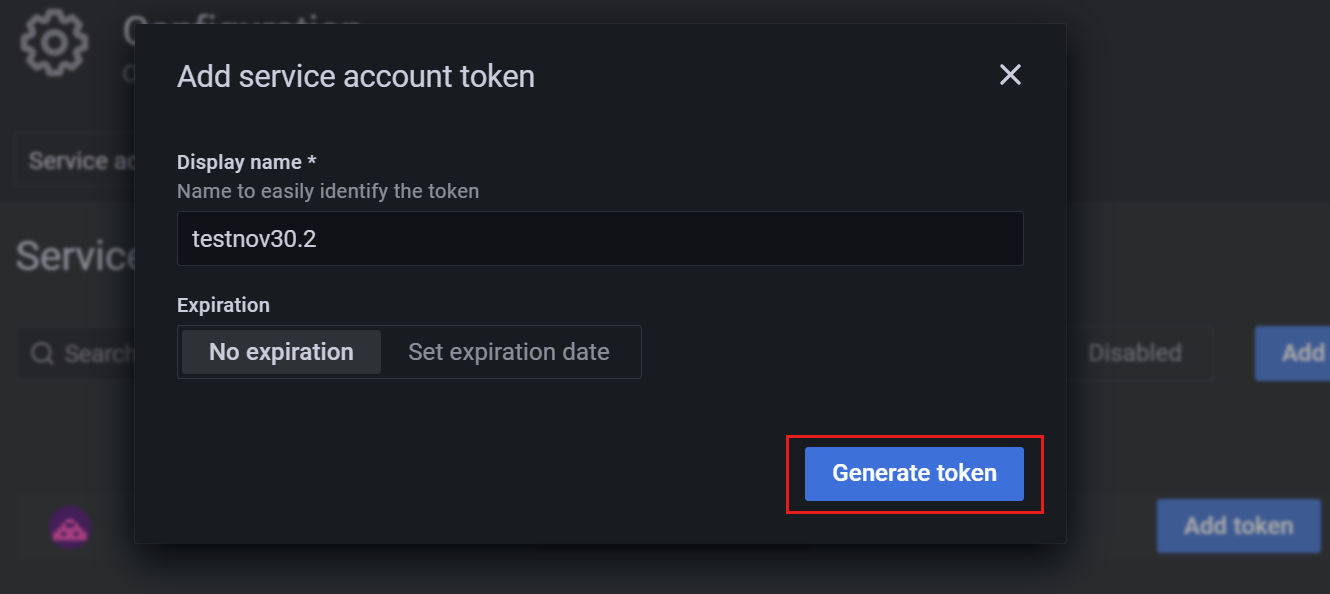 Configuration
Add service account token
Service ac
Display name *
Name to easily identify the token
testnov30.2
Service
Expiration
Search
No expiration
Set expiration date
Disabled
Add
Generate token
Add token